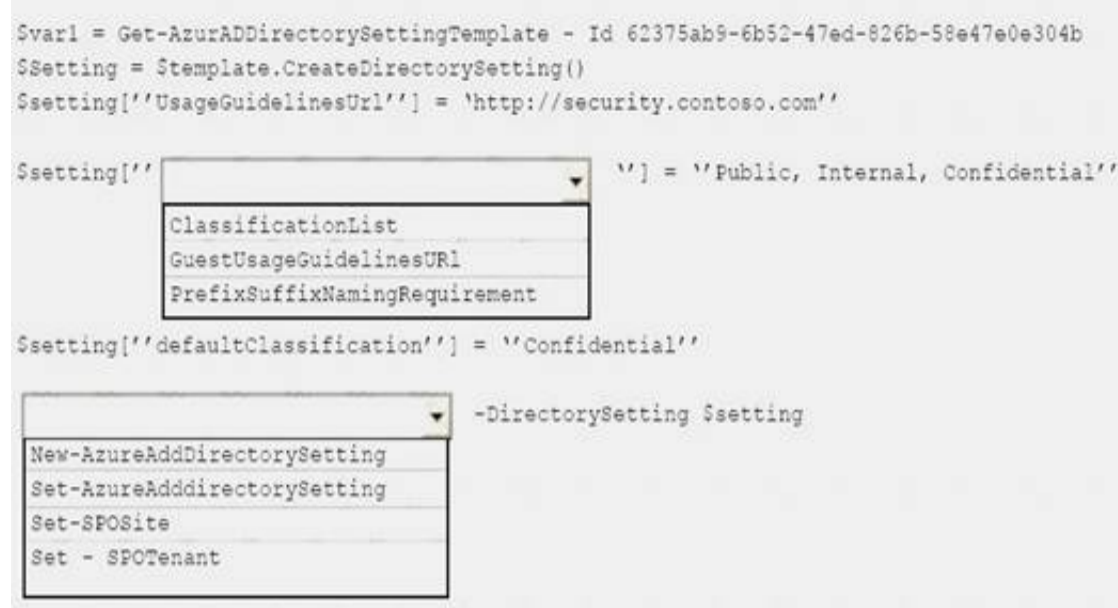 $var1 = Get-AzurADDirectorySettingTemplate - Id 62375ab9-6b52-47ed-826b-58e47e0e304b
$Setting = $template.CreateDirectorySetting()
$setting[''UsageGuidelinesUrl''] = 'http://security.contoso.com''
$setting['' ''] = ''Public, Internal, Confidential''
ClassificationList
GuestUsageGuidelinesURl
PrefixSuffixNamingRequirement
$setting[''defaultClassification''] = ''Confidential''
-DirectorySetting $setting
New-AzureAddDirectorySetting
Set-AzureAdddirectorySetting
Set-SPOSite
Set - SPOTenant